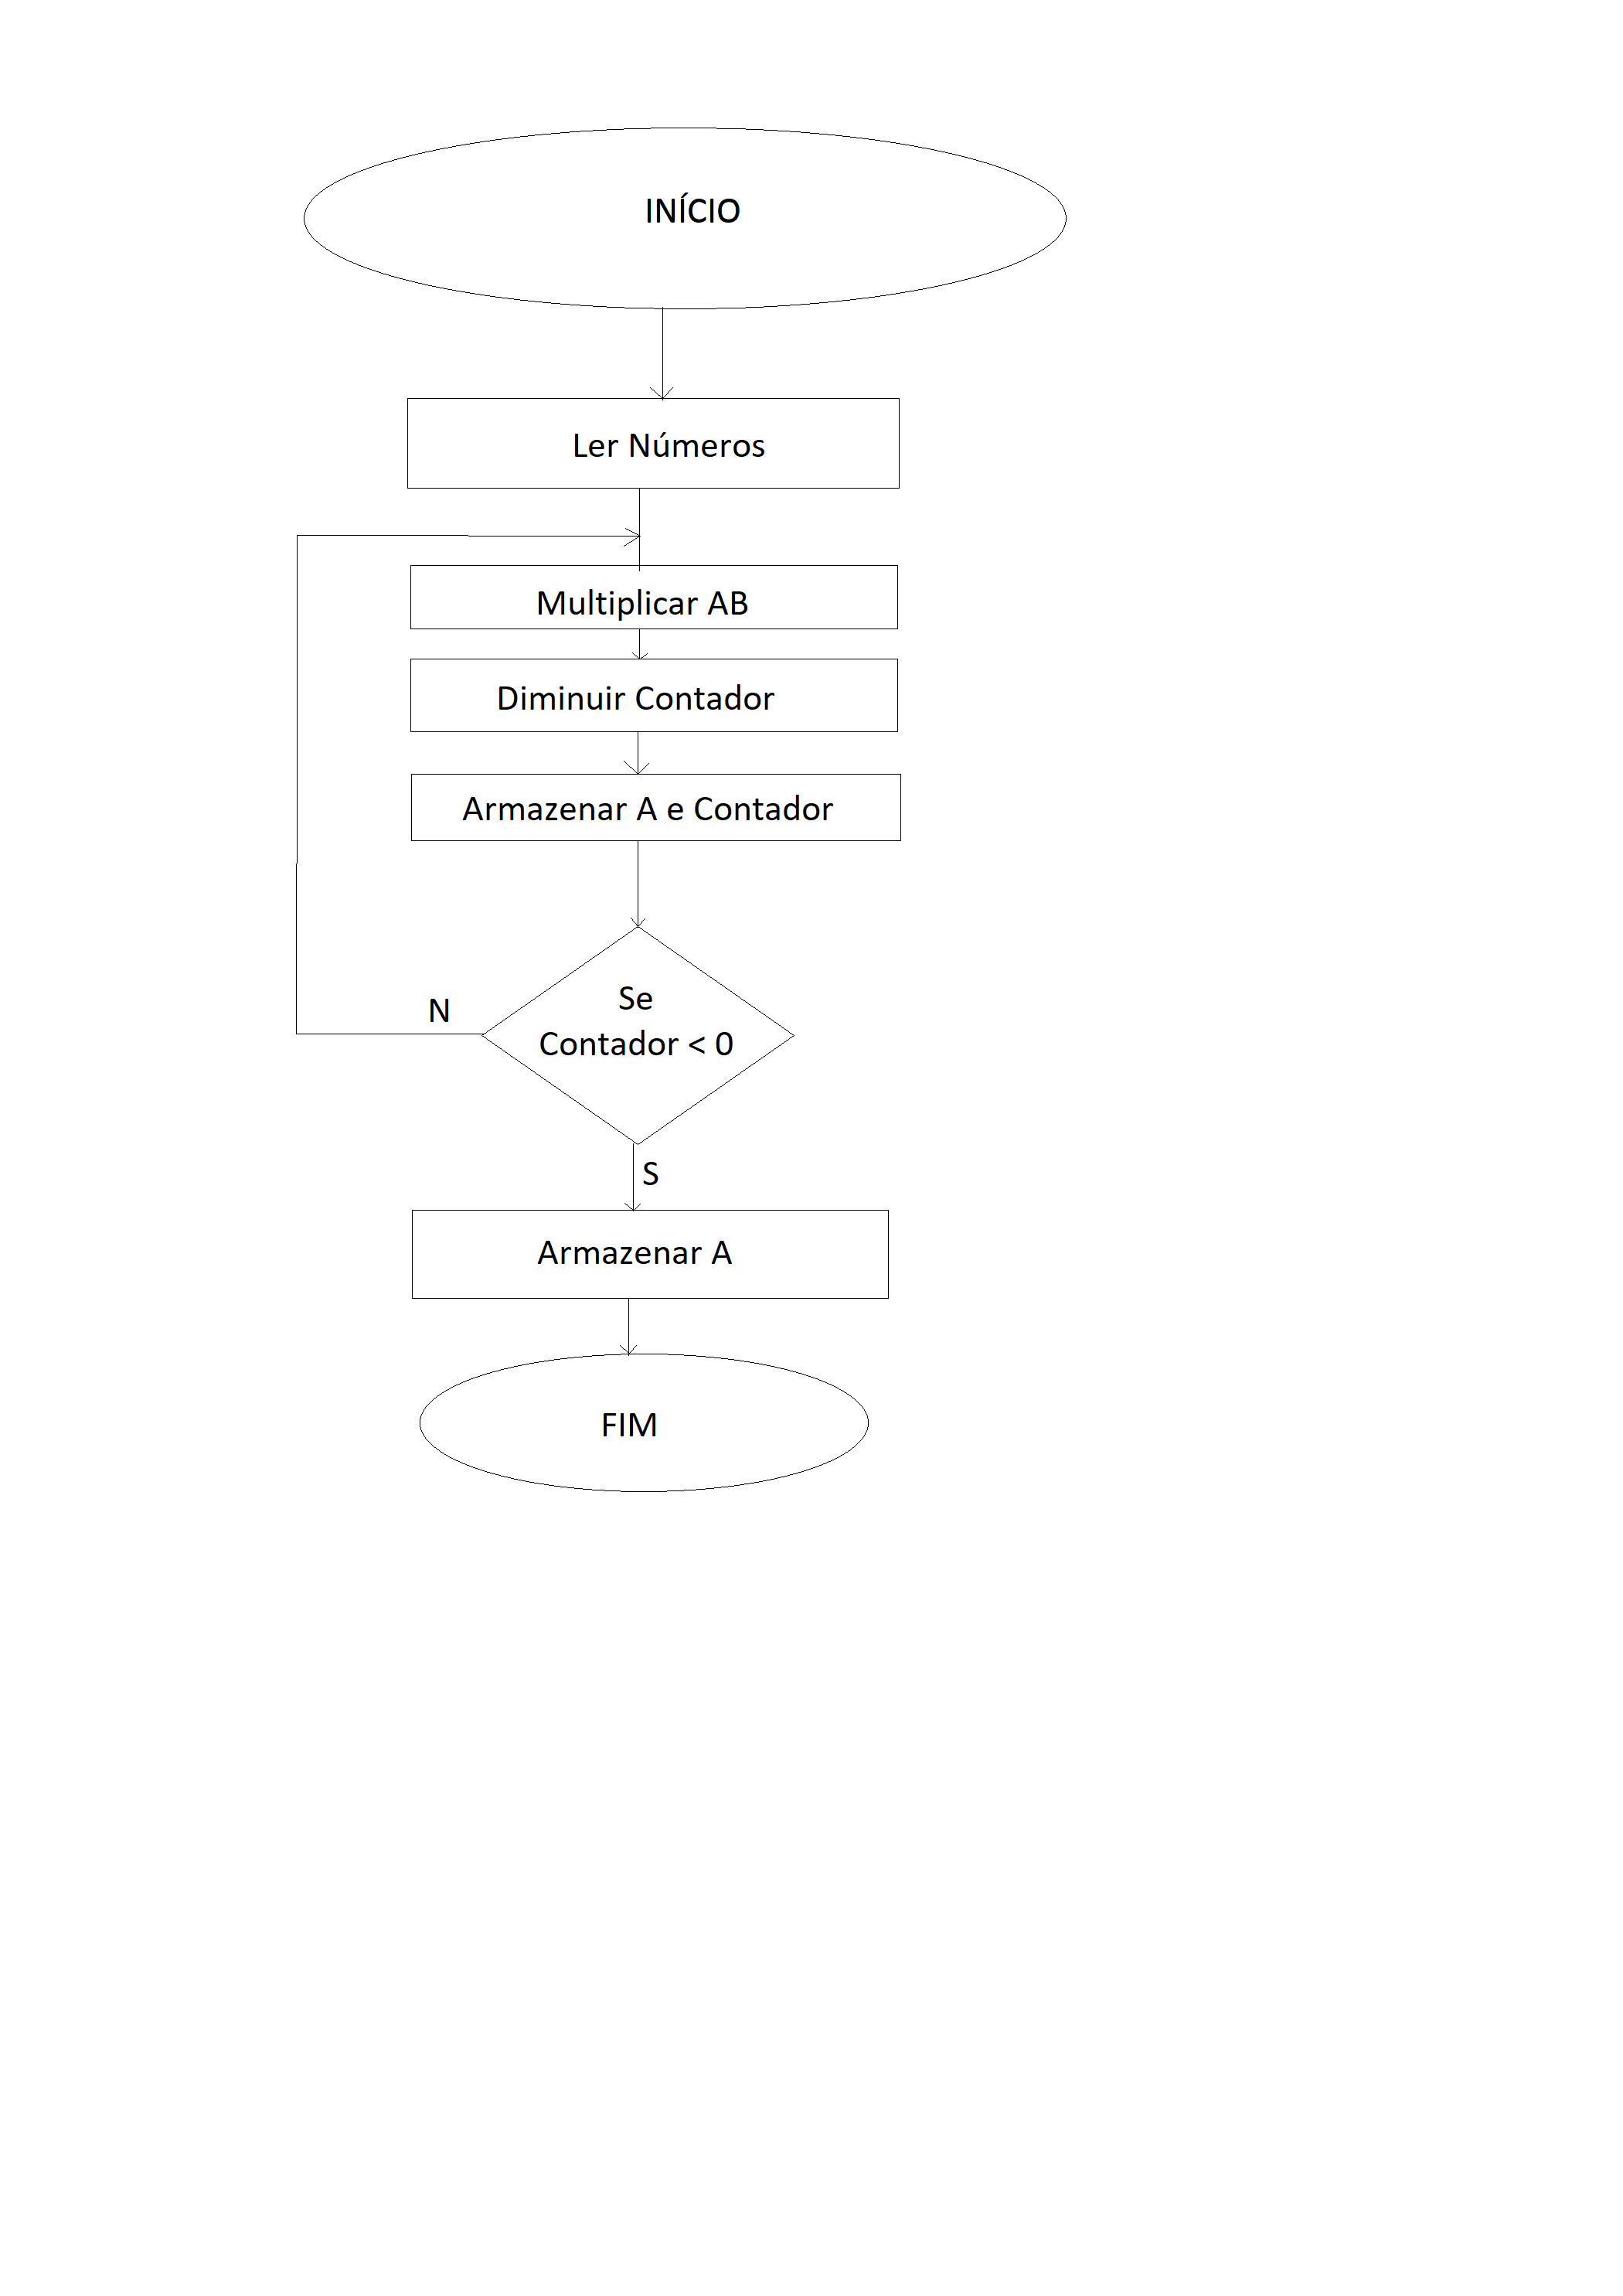 INÍCIO
Ler Números
Multiplicar AB
Diminuir Contador
Armazenar A e Contador
Se
Contador < 0
N
S
Armazenar A
FIM